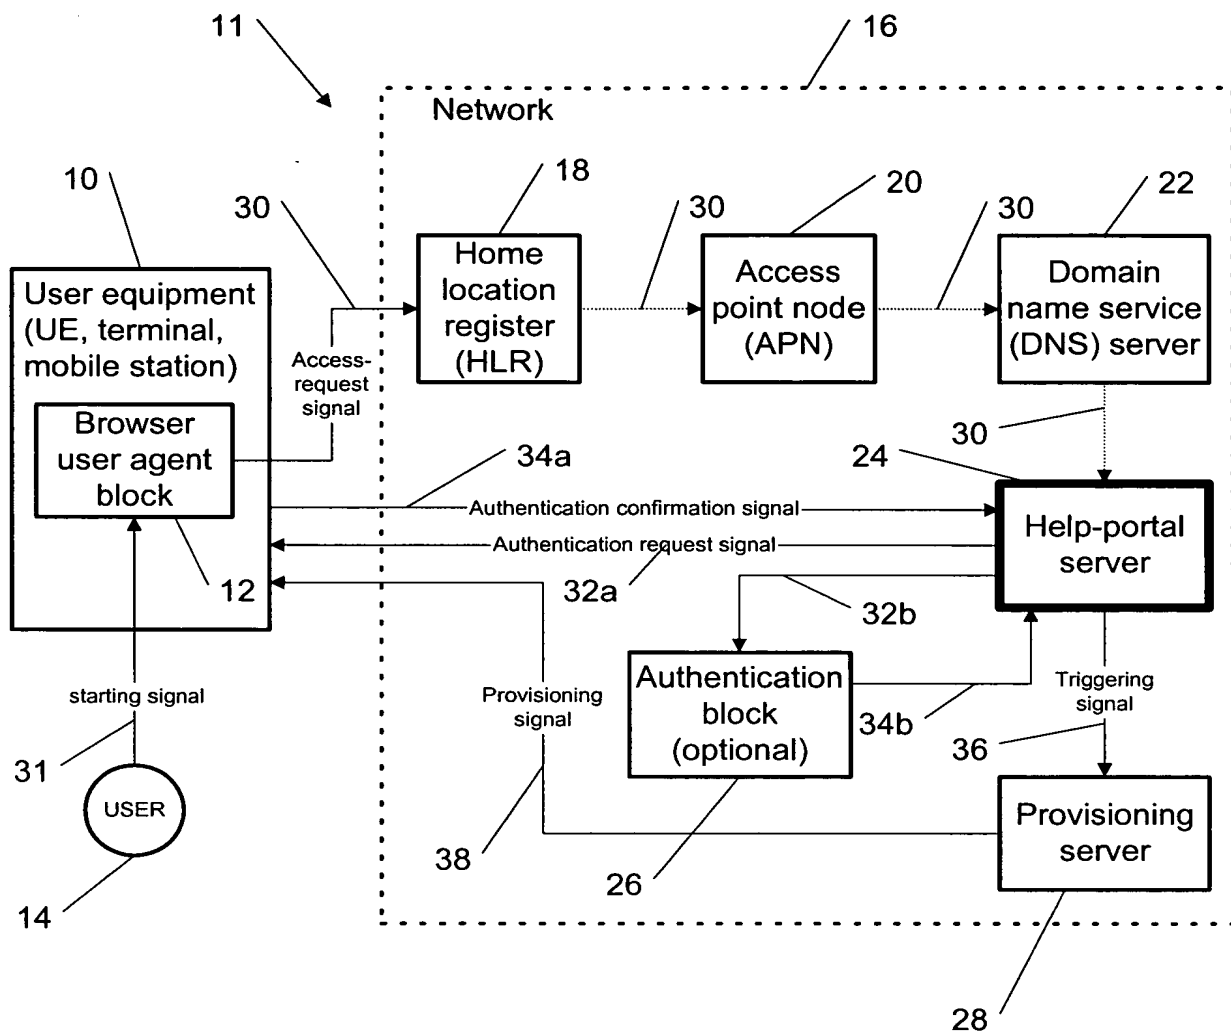 11
16
Network
10
30
18
30
20
30
22
User equipment
(UE, terminal,
mobile station)
Home
location
register
(HLR)
Access
point node
(APN)
Domain
name service
(DNS) server
Access-
request
signal
Browser
user agent
block
34a
24
30
Authentication confirmation signal
Authentication request signal
Help-portal
server
12
32a
32b
starting signal
Provisioning
signal
Authentication
block
(optional)
34b
Triggering
signal
31
36
USER
Provisioning
server
38
26
14
28